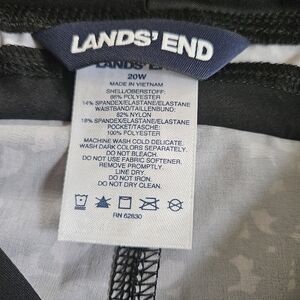 LANDS' END
LANDS' E
20W
MADE IN VIETNAM
SHELL/OBERSTOFF:
86% POLYESTER
14% SPANDEX/ELASTANE/ELASTANE
WAISTBAND/TAILLENBUND:
82% NYLON
18% SPANDEX/ELASTANE/ELASTANE
POCKET/TASCHE:
100% POLYESTER
MACHINE WASH COLD DELICATE.
WASH DARK COLORS SEPARATELY.
DO NOT BLEACH.
DO NOT USE FABRIC SOFTENER.
REMOVE PROMPTLY.
LINE DRY.
DO NOT IRON.
DO NOT DRY CLEAN.
RN 62830